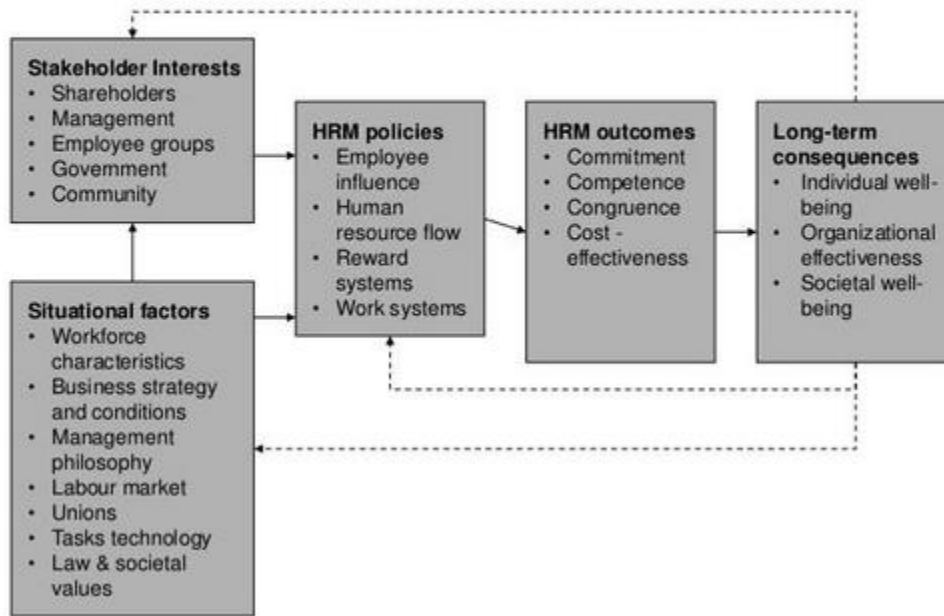 Stakeholder Interests
• Shareholders
• Management
• Employee groups
• Government
• Community
Situational factors
• Workforce
characteristics
• Business strategy
and conditions
• Management
philosophy
• Labour market
• Unions
• Tasks technology
• Law & societal
values
HRM policies
• Employee
influence
• Human
resource flow
• Reward
systems
• Work systems
HRM outcomes
• Commitment
• Competence
• Congruence
• Cost -
effectiveness
Long-term
consequences
• Individual well-
being
• Organizational
effectiveness
• Societal well-
being